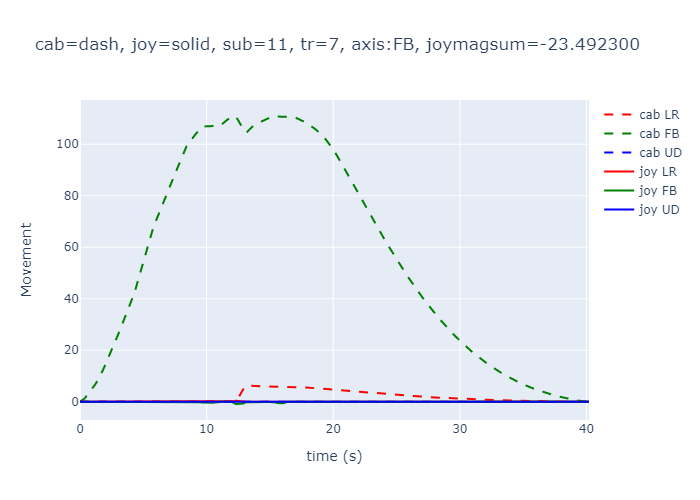 cab=dash, joy=solid, sub=11, tr=7, axis:FB, joymagsum=-23.492300
cab LR
cab FB
cab UD
joy LR
joy FB
joy UD
Movement
100
80
60
40
20
0
0
10
20
30
40
time (s)